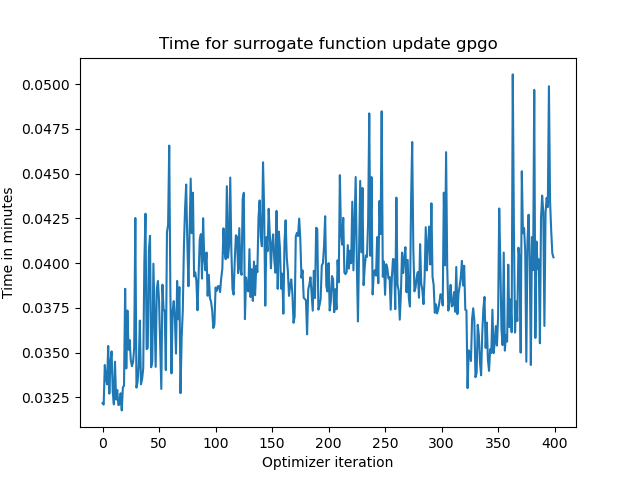 Time for surrogate function update gpgo
0.0500
0.0475
0.0450
0.0425
0.0400
0.0375
0.0350
0.0325
Time in minutes
0 50 100 150 200 250 300 350 400
Optimizer iteration